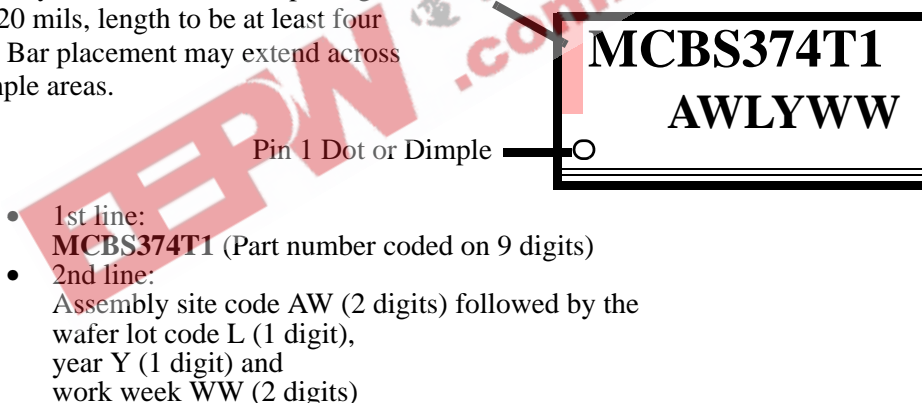 20 mils, length to be at least four
Bar placement may extend across
areas.
MCBS374T1
AWLYWW
Pin 1 Dot or Dimple
• 1st line:
MCBS374T1 (Part number coded on 9 digits)
• 2nd line:
Assembly site code AW (2 digits) followed by the
wafer lot code L (1 digit),
year Y (1 digit) and
work week WW (2 digits)
EEPW .com